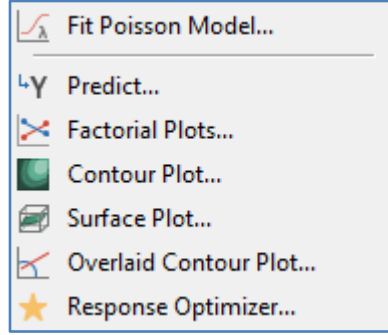 Fit Poisson Model...
Predict...
Factorial Plots...
Contour Plot...
Surface Plot...
Overlaid Contour Plot...
Response Optimizer...